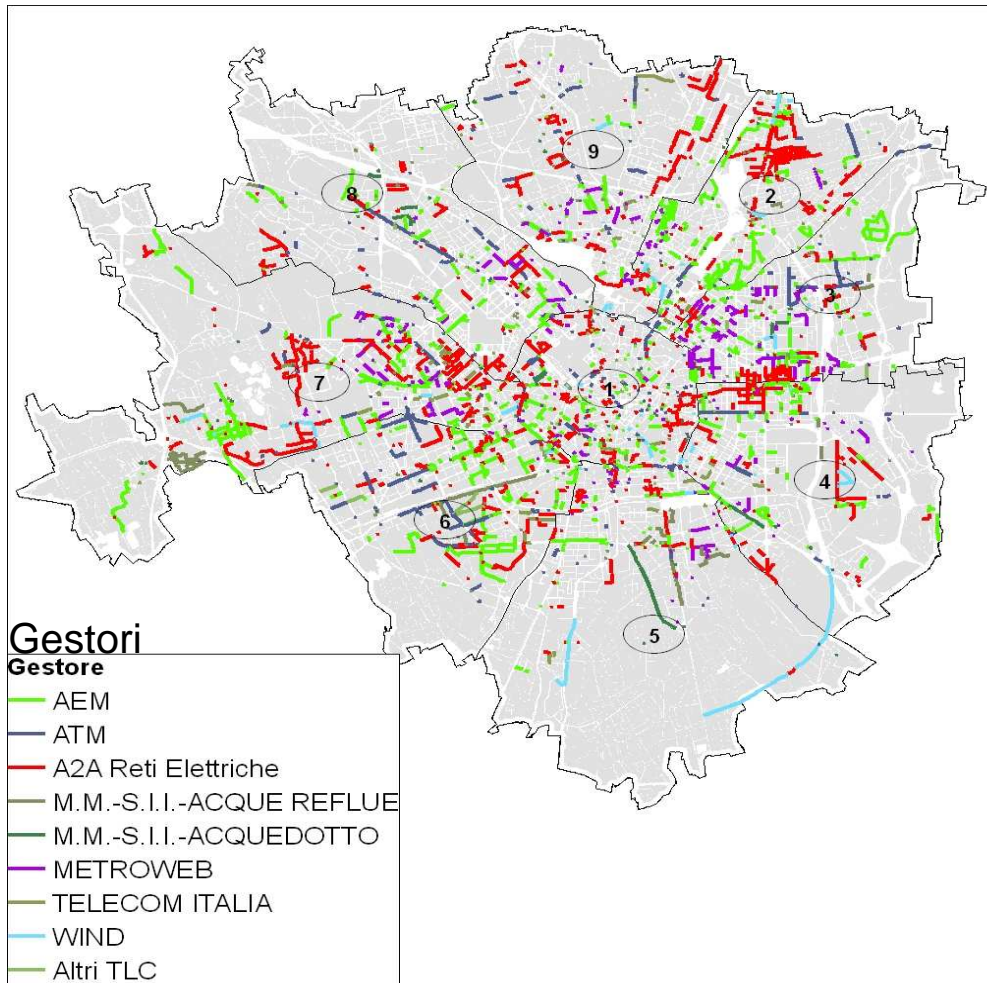 9
2
8
3
7
1
4
6
5
Gestori
Gestore
AEM
ATM
A2A Reti Elettriche
M.M.-S.I.I.-ACQUE REFLUE
M.M.-S.I.I.-ACQUEDOTTO
METROWEB
TELECOM ITALIA
WIND
Altri TLC